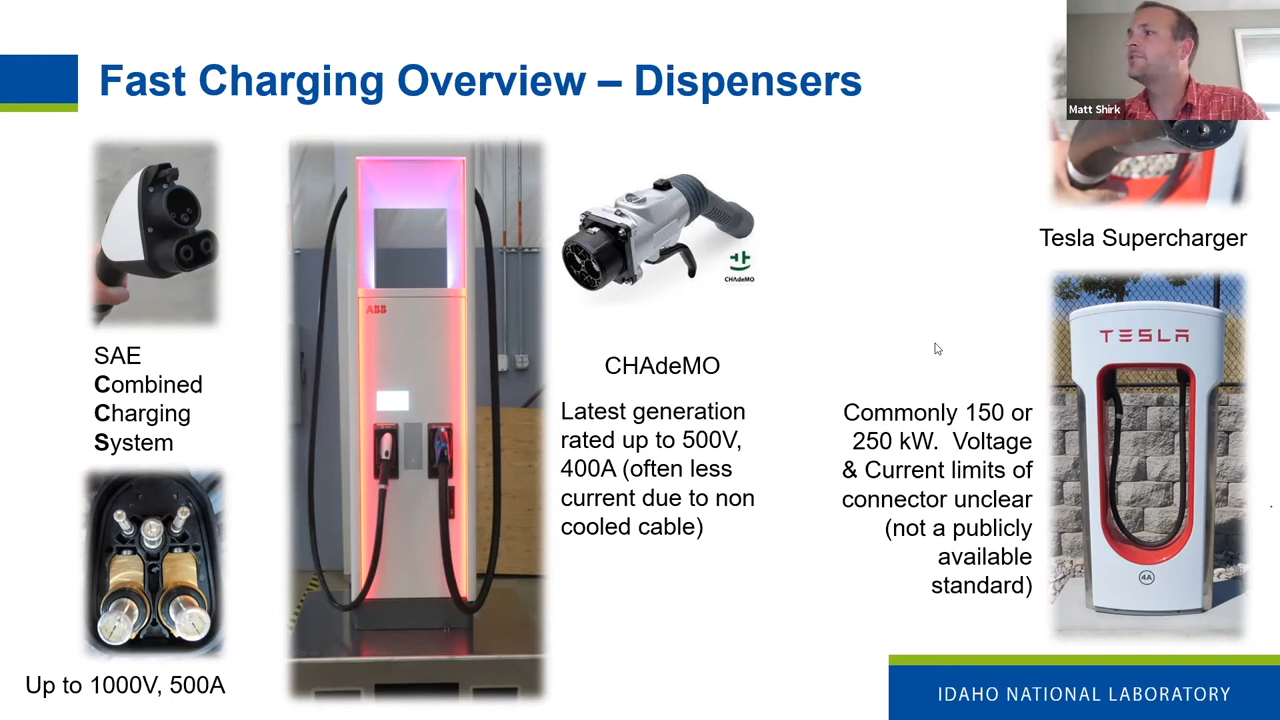 Fast Charging Overview – Dispensers
Matt Shirk
SAE
Combined
Charging
System
Up to 1000V, 500A
ABB
CHAdeMO
CHAdeMO
Latest generation
rated up to 500V,
400A (often less
current due to non
cooled cable)
Commonly 150 or
250 kW. Voltage
& Current limits of
connector unclear
(not a publicly
available
standard)
Tesla Supercharger
TESLA
4A
IDAHO NATIONAL LABORATORY